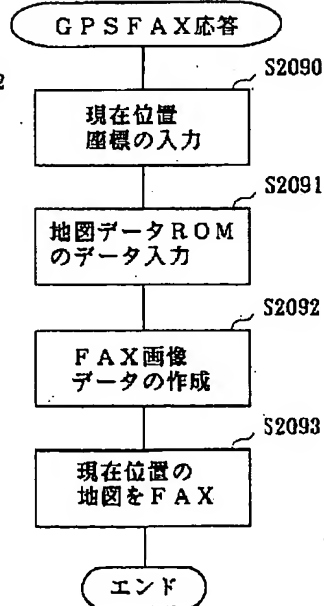 GPSFAX応答
2
S2090
現在位置
座標の入力
S2091
地図データROM
のデータ入力
S2092
FAX画像
データの作成
S2093
現在位置の
地図をFAX
エンド